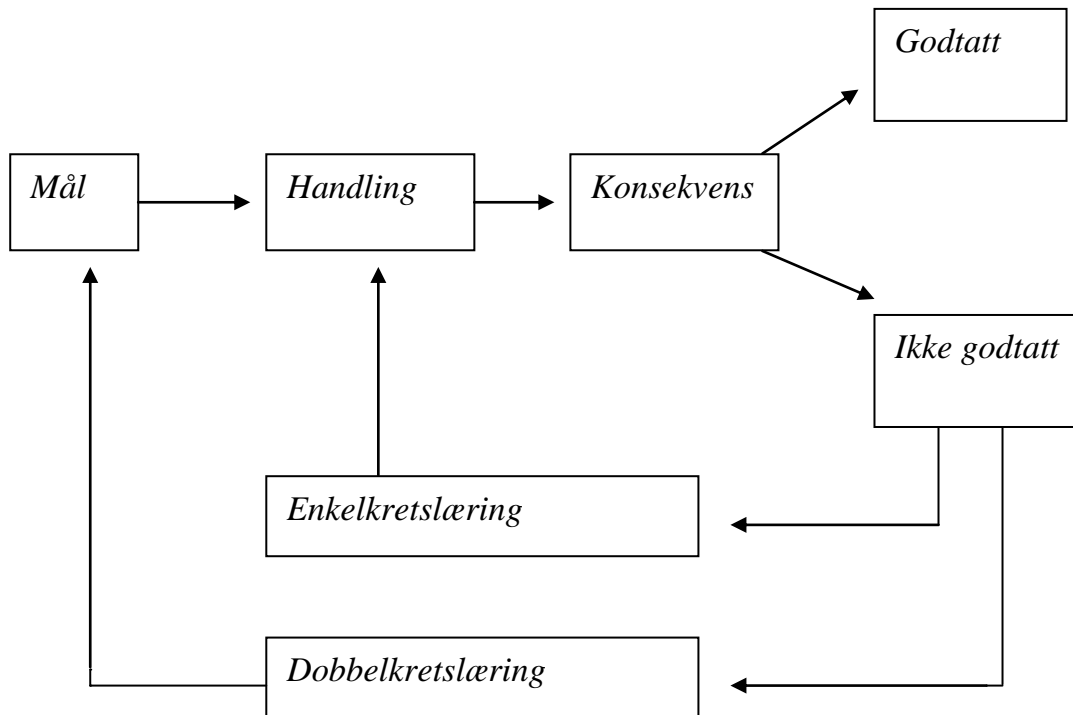 Godtatt
Mål
Handling
Konsekvens
Ikke godtatt
Enkelkretslæring
Dobbelkretslæring